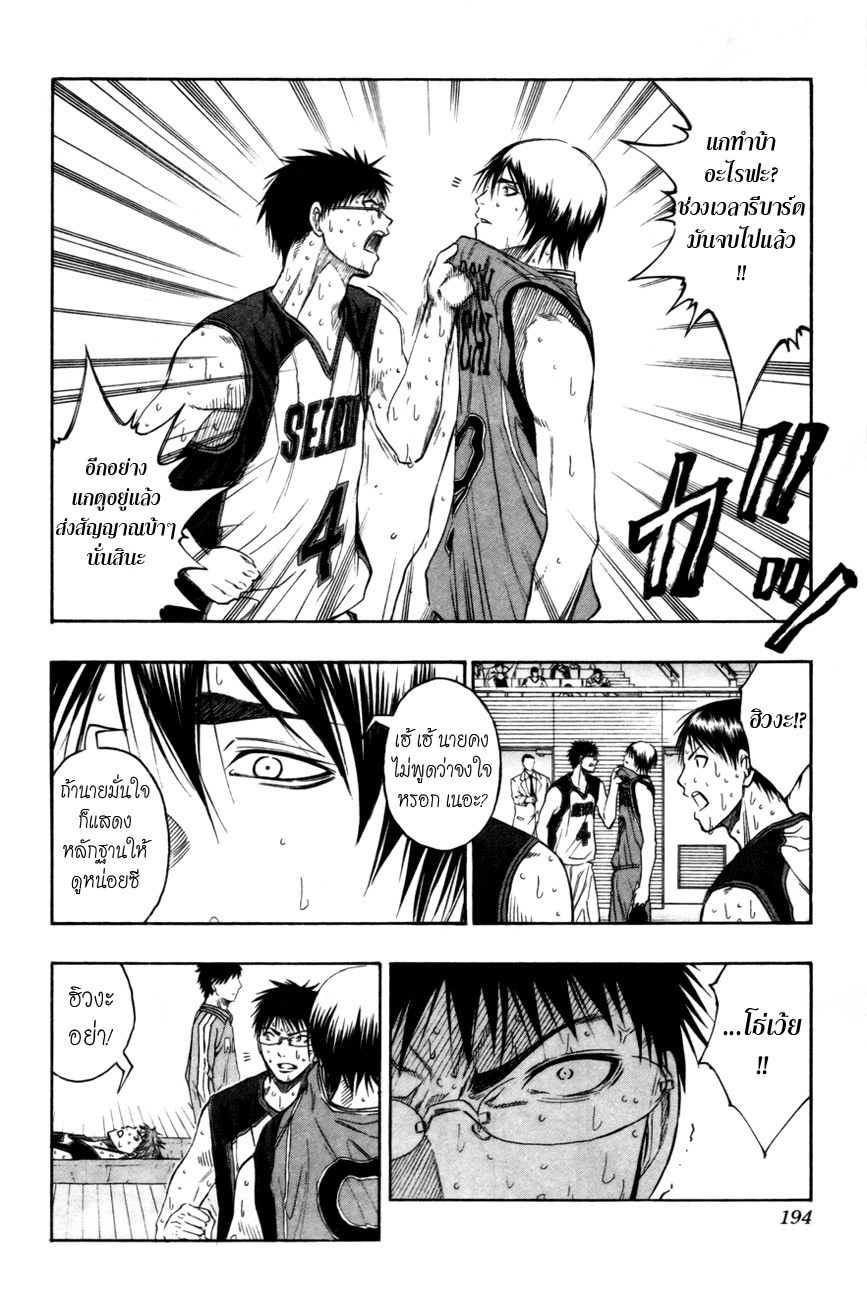 แกทำบ้า
อะไรฟะ?
ช่วงเวลารีบาร์ด
มันจบไปแล้ว
!!
SEIRIN
4
อีกอย่าง
แกดูอยู่แล้ว
ส่งสัญญาณบ้าๆ
นั่นสินะ
ガッ
ฮิวงะ!?
4
เฮ้ เฮ้ นายคง
ไม่พูดว่าจงใจ
หรอก เนอะ?
ถ้านายมั่นใจ
ก็แสดง
หลักฐานให้
ดูหน่อยซี
...โธ่เว้ย
!!
ฮิวงะ
อย่า!
194